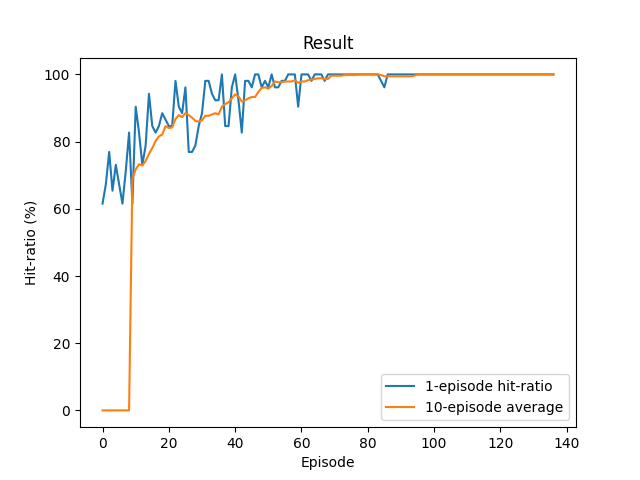 Result
Hit-ratio (%)
100
80
60
40
20
0
1-episode hit-ratio
10-episode average
0 20 40 60 80 100 120 140
Episode